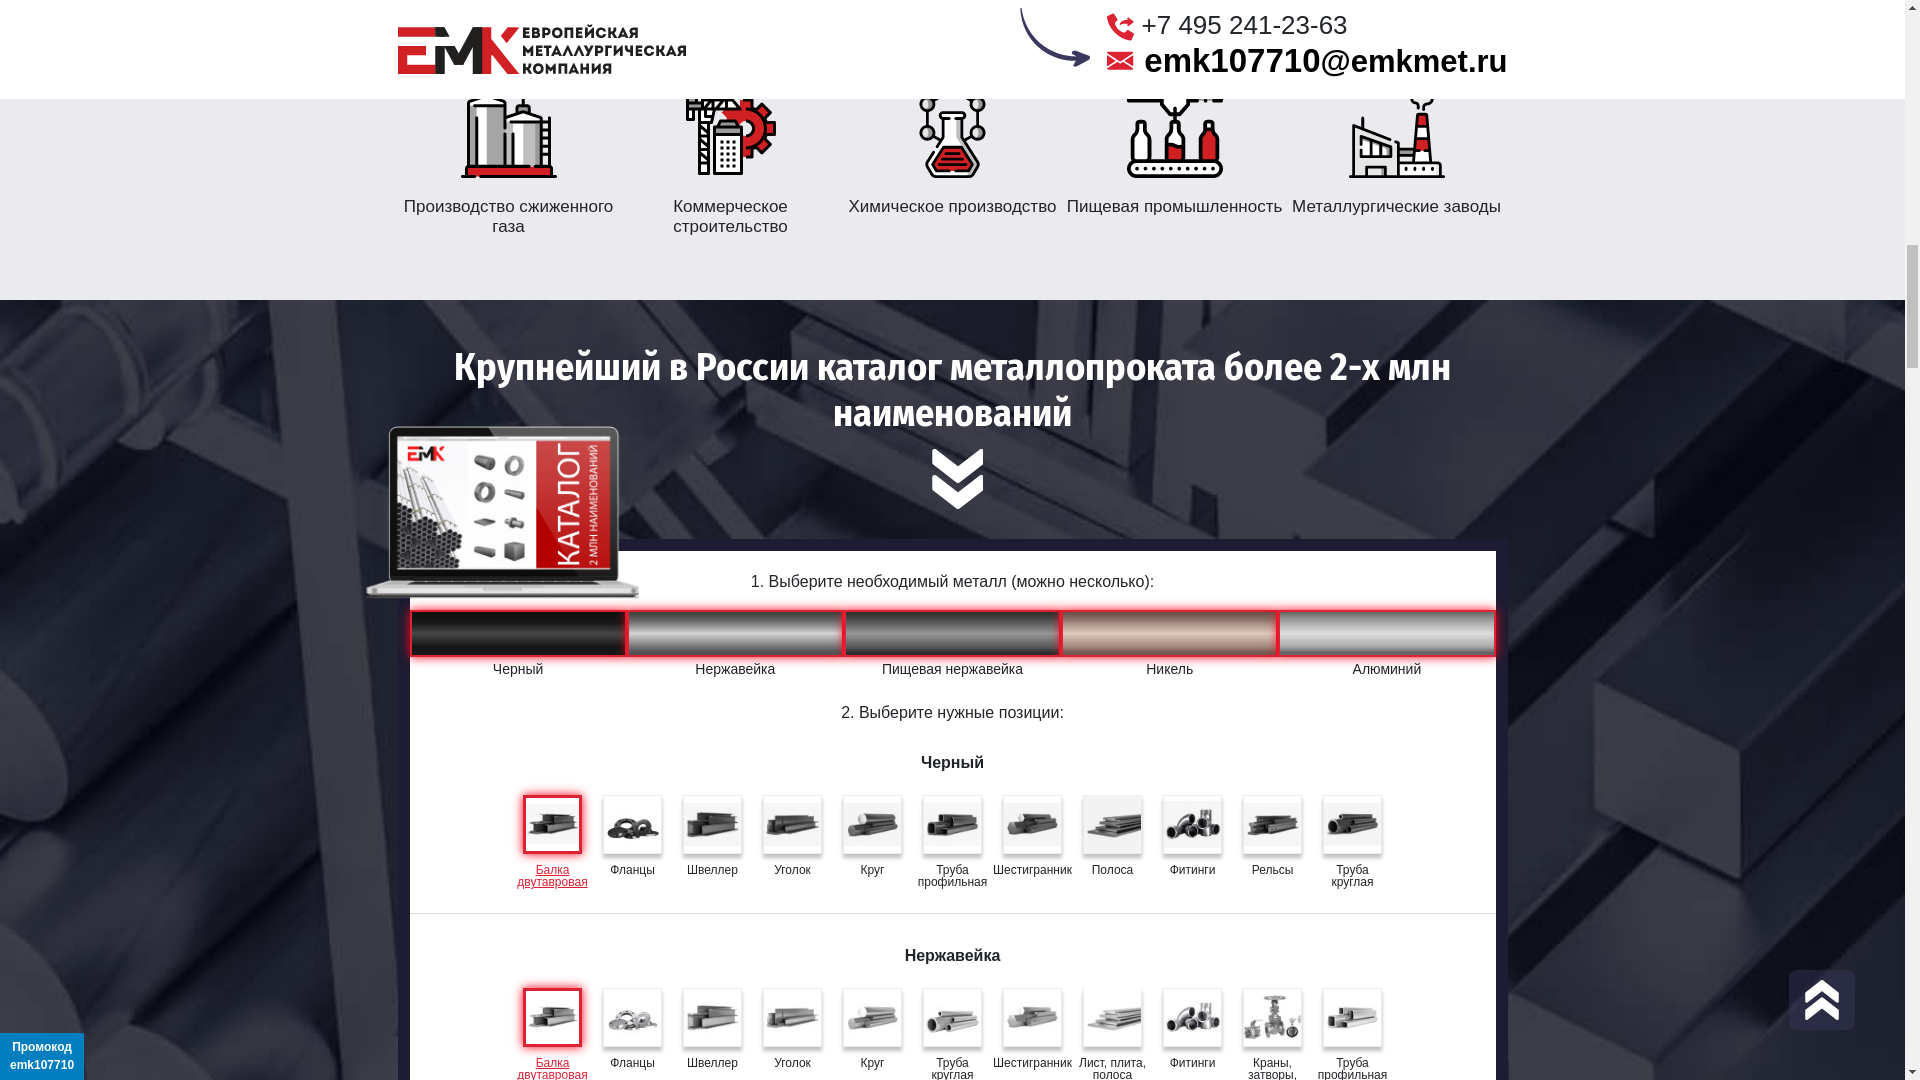 ЕВРОПЕЙСКАЯ
МЕТАЛЛУРГИЧЕСКАЯ
КОМПАНИЯ
ЕМК
+7 495 241-23-63
emk107710@emkmet.ru
Производство сжиженного
газа
Коммерческое
строительство
Химическое производство
Пищевая промышленность
Металлургические заводы
Крупнейший в России каталог металлопроката более 2-х млн
наименований
ЕМК
КАТАЛОГ
2 МЛН НАИМЕНОВАНИЙ
1. Выберите необходимый металл (можно несколько):
Черный
Нержавейка
Пищевая нержавейка
Никель
Алюминий
2. Выберите нужные позиции:
Черный
Балка
двутавровая
Фланцы
Швеллер
Уголок
Круг
Труба
профильная
Шестигранник
Полоса
Фитинги
Рельсы
Труба
круглая
Нержавейка
Балка
двутавровая
Фланцы
Швеллер
Уголок
Круг
Труба
круглая
Шестигранник
Лист, плита,
полоса
Фитинги
Краны,
затворы,
Труба
профильная
Промокод
emk107710